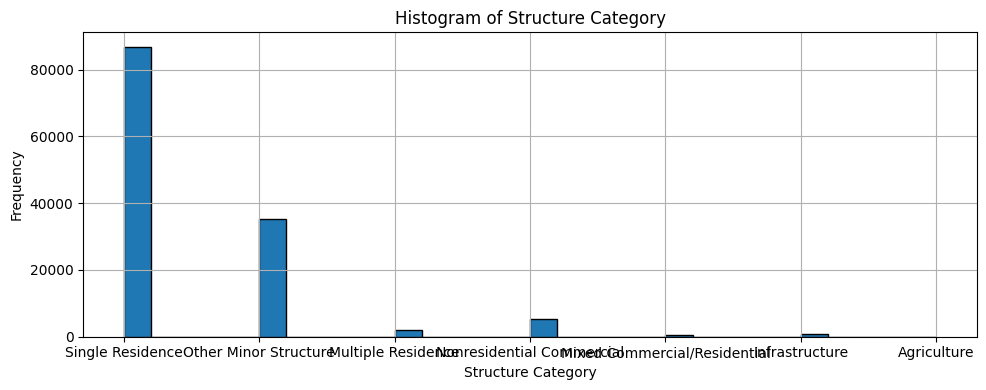 Histogram of Structure Category
80000
60000
40000
20000
0
Frequency
Single Residence Other Minor Structure Multiple Residence Nonresidential Commercial Mixed Commercial/Residential Infrastructure Agriculture
Structure Category